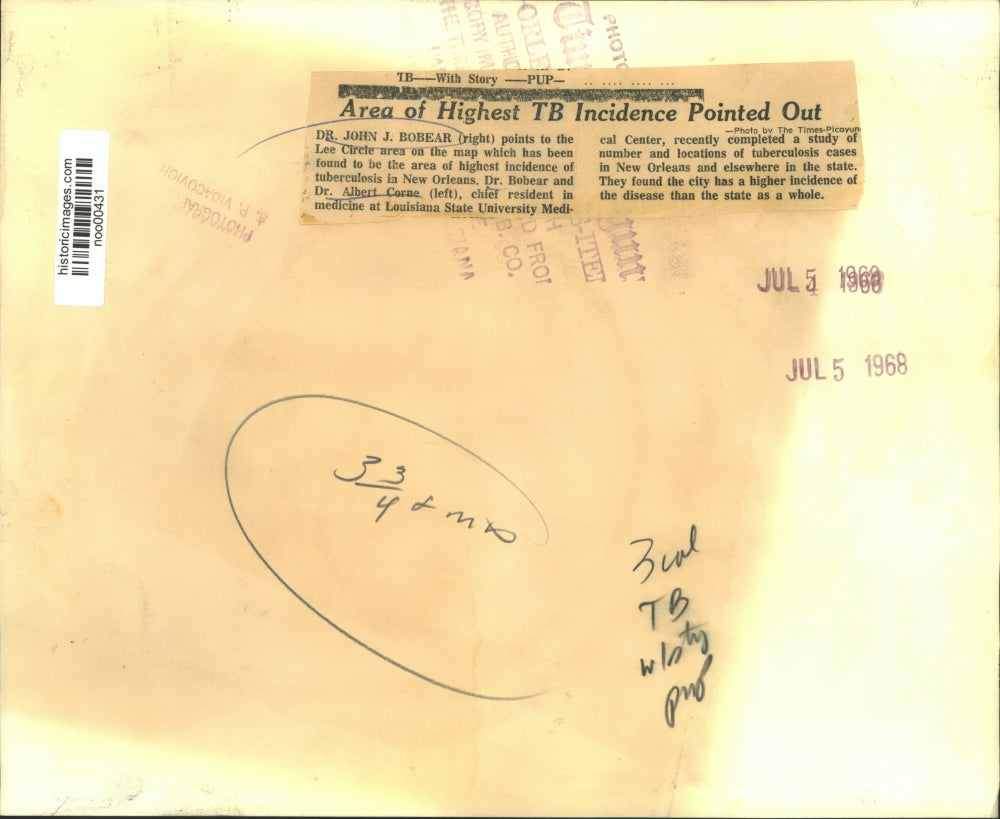 PHOTO
TB——With Story ——PUP—
Area of Highest TB Incidence Pointed Out
—Photo by The Times-Picayun
DR. JOHN J. BOBEAR (right) points to the
Lee Circle area on the map which has been
found to be the area of highest incidence of
tuberculosis in New Orleans. Dr. Bobear and
Dr. Albert Corne (left), chief resident in
medicine at Louisiana State University Medi-
cal Center, recently completed a study of
number and locations of tuberculosis cases
in New Orleans and elsewhere in the state.
They found the city has a higher incidence of
the disease than the state as a whole.
historicimages.com
noo004331
A. P. VIDACOVICH
B. CO.
JUL 5
JUL 5 1968
3 3/4
3 col
TB
w/sty
pup